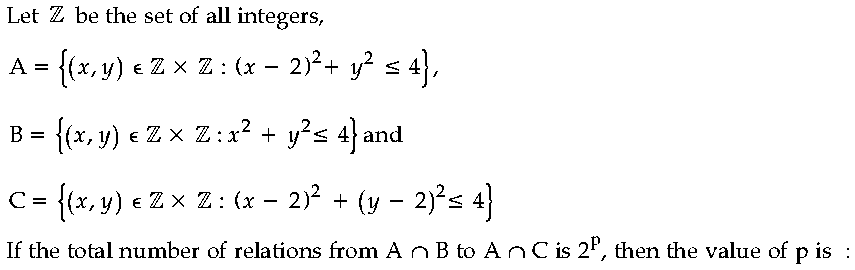 Let ℤ be the set of all integers,
A = {(x, y) ϵ ℤ × ℤ : (x − 2)² + y² ≤ 4},
B = {(x, y) ϵ ℤ × ℤ : x² + y² ≤ 4} and
C = {(x, y) ϵ ℤ × ℤ : (x − 2)² + (y − 2)² ≤ 4}
If the total number of relations from A ∩ B to A ∩ C is 2ᵖ, then the value of p is :